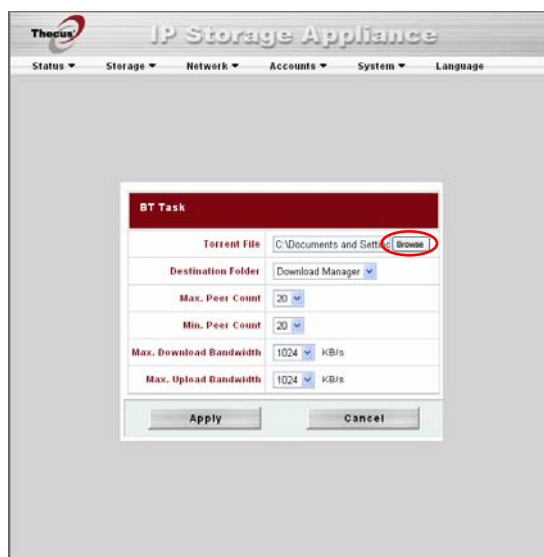 Thecus
IP Storage Appliance
Status Storage Network Accounts System Language
BT Task
Torrent File C:\Documents and Setting Browse
Destination Folder Download Manager
Max. Peer Count 20
Min. Peer Count 20
Max. Download Bandwidth 1024 KB/s
Max. Upload Bandwidth 1024 KB/s
Apply Cancel